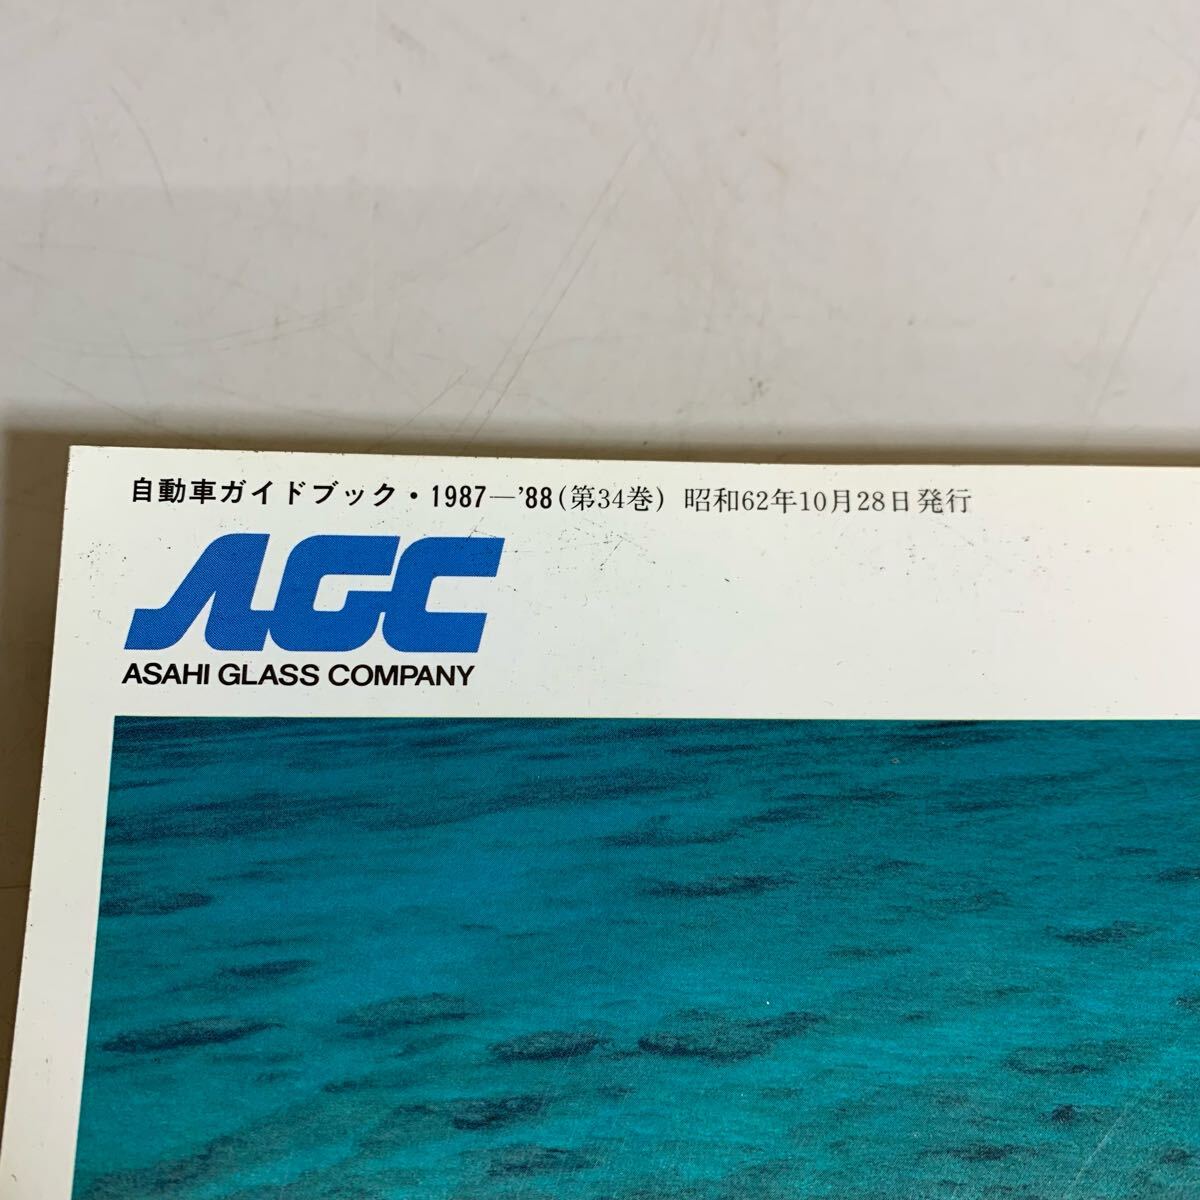 自動車ガイドブック・1987—'88(第34巻) 昭和62年10月28日発行
AGC
ASAHI GLASS COMPANY